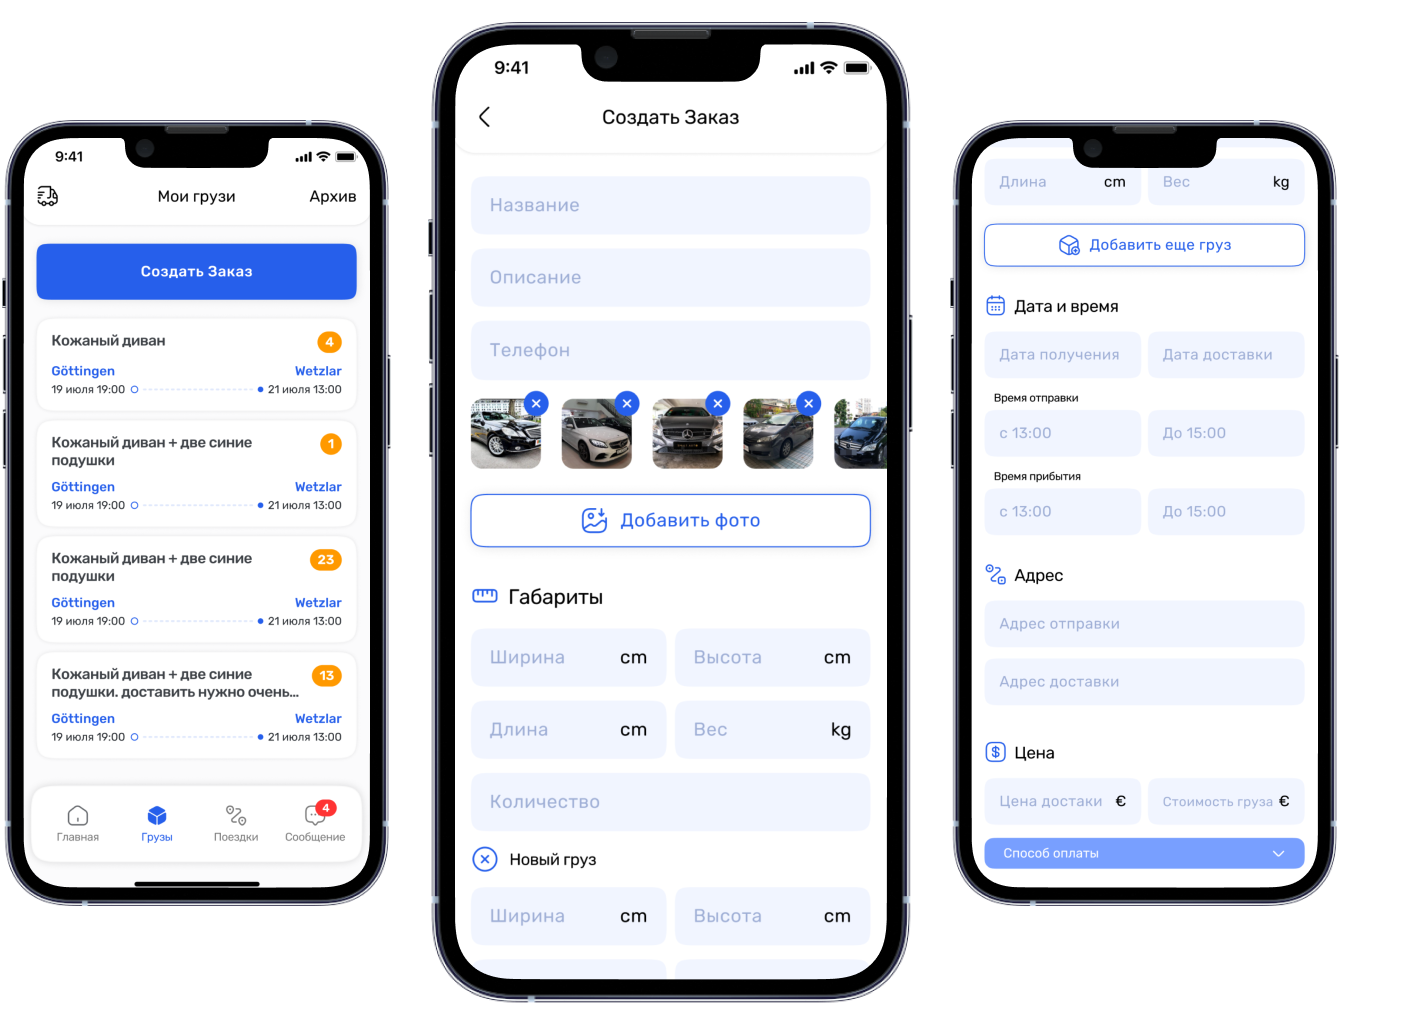 9:41
Мои грузи
Архив
Создать Заказ
Кожаный диван
4
Göttingen
Wetzlar
19 июля 19:00
21 июля 13:00
Кожаный диван + две синие
подушки
1
Göttingen
Wetzlar
19 июля 19:00
21 июля 13:00
Кожаный диван + две синие
подушки
23
Göttingen
Wetzlar
19 июля 19:00
21 июля 13:00
Кожаный диван + две синие
подушки. доставить нужно очень...
13
Göttingen
Wetzlar
19 июля 19:00
21 июля 13:00
4
Главная
Грузы
Поездки
Сообщение
9:41
Создать Заказ
Название
Описание
Телефон
Добавить фото
Габариты
Ширина cm
Высота cm
Длина cm
Вес kg
Количество
Новый груз
Ширина cm
Высота cm
Длина cm
Вес kg
Добавить еще груз
Дата и время
Дата получения
Дата доставки
Время отправки
с 13:00
До 15:00
Время прибытия
с 13:00
До 15:00
Адрес
Адрес отправки
Адрес доставки
$ Цена
Цена достаки €
Стоимость груза €
Способ оплаты